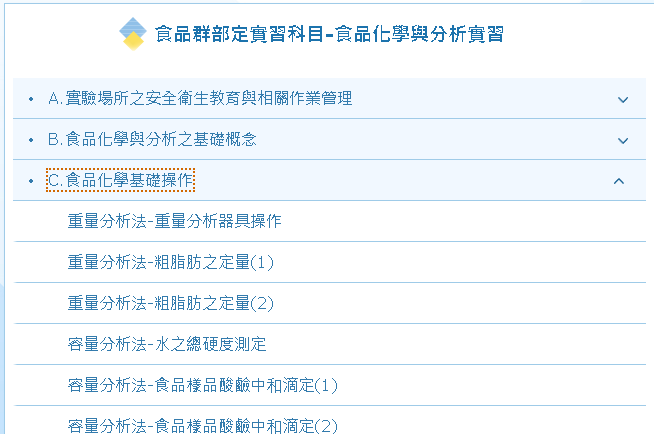 食品群部定實習科目-食品化學與分析實習
• A.實驗場所之安全衛生教育與相關作業管理
• B.食品化學與分析之基礎概念
• C.食品化學基礎操作
重量分析法-重量分析器具操作
重量分析法-粗脂肪之定量(1)
重量分析法-粗脂肪之定量(2)
容量分析法-水之總硬度測定
容量分析法-食品樣品酸鹼中和滴定(1)
容量分析法-食品樣品酸鹼中和滴定(2)